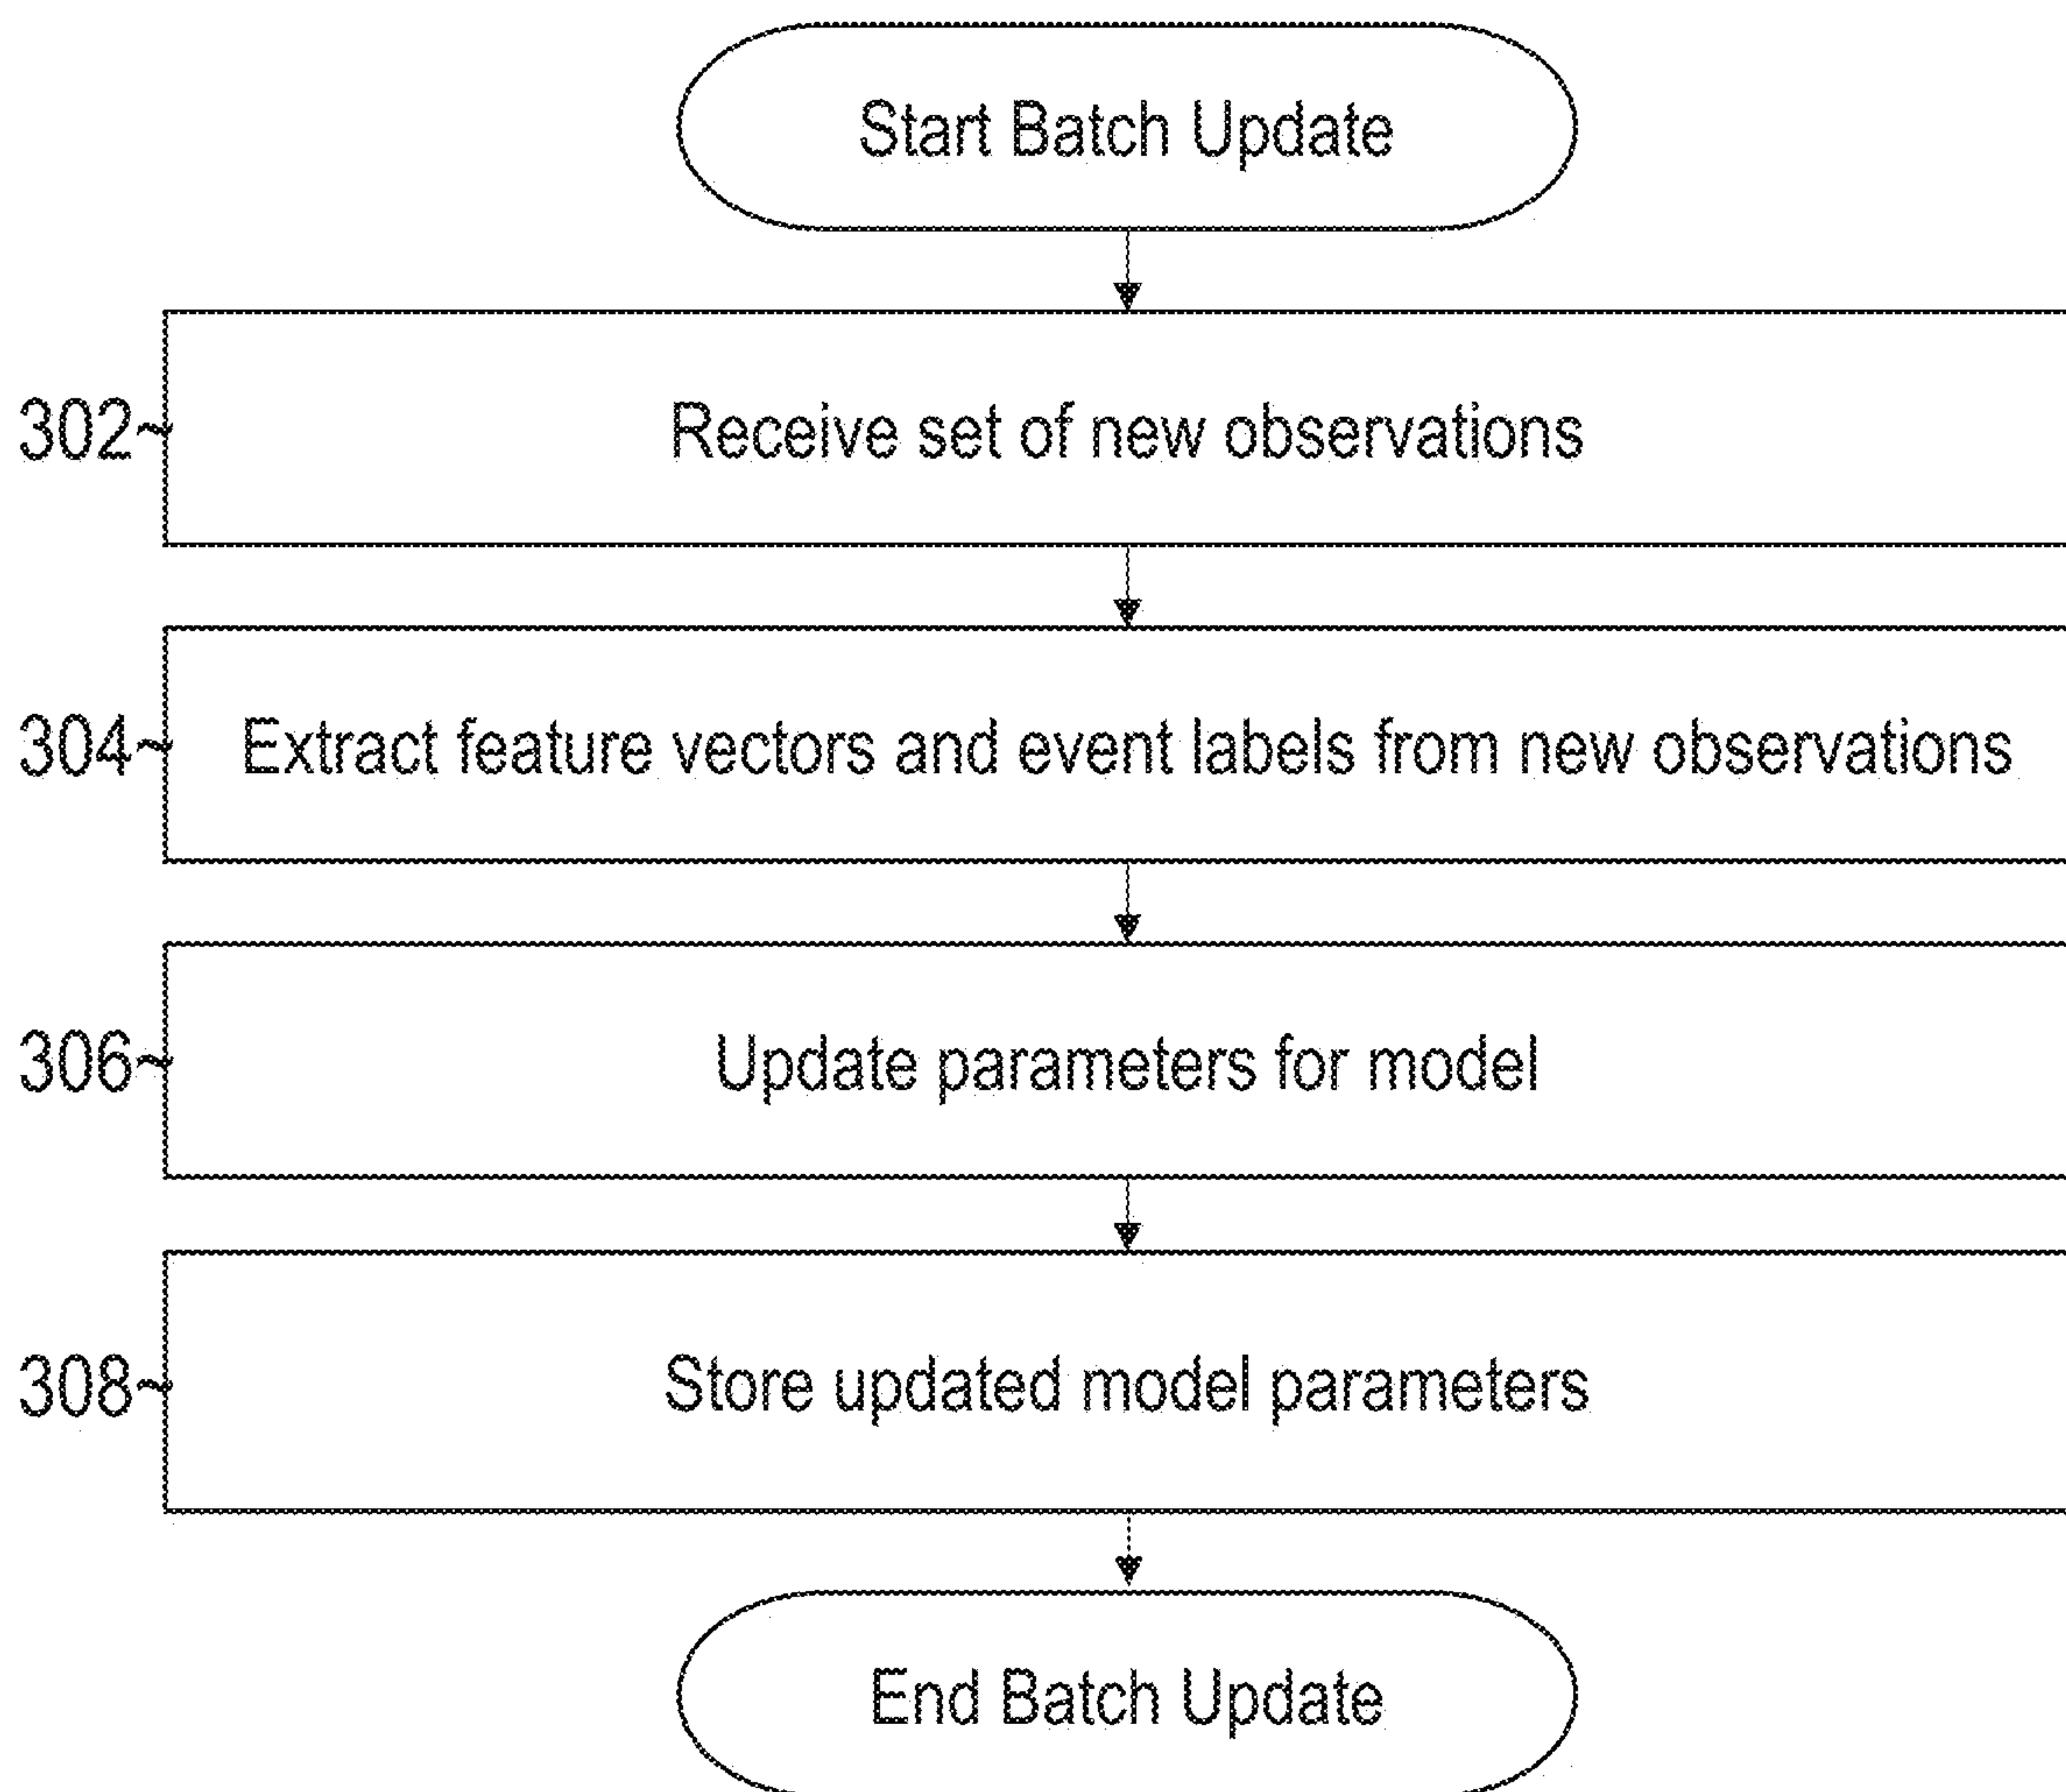 Start Batch Update
302
Receive set of new observations
304
Extract feature vectors and event labels from new observations
306
Update parameters for model
308
Store updated model parameters
End Batch Update